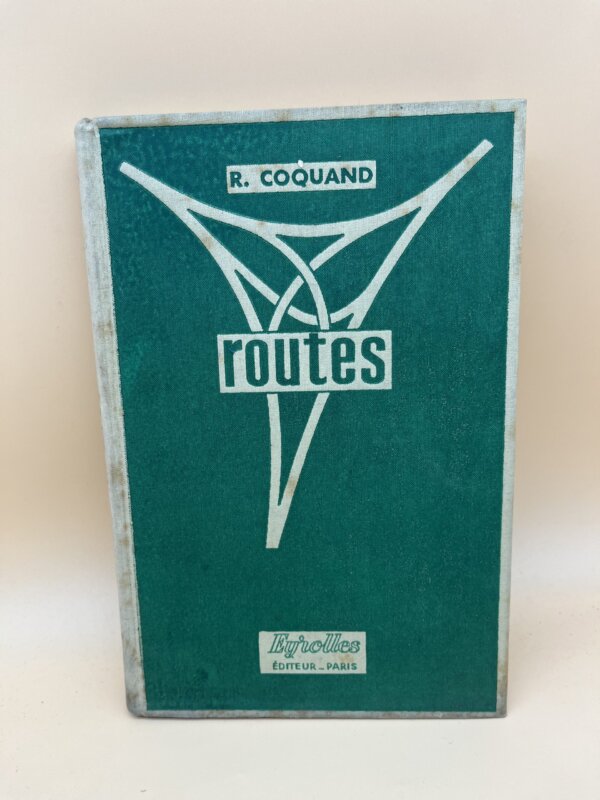 R. COQUAND
routes
Eyrolles
ÉDITEUR _ PARIS